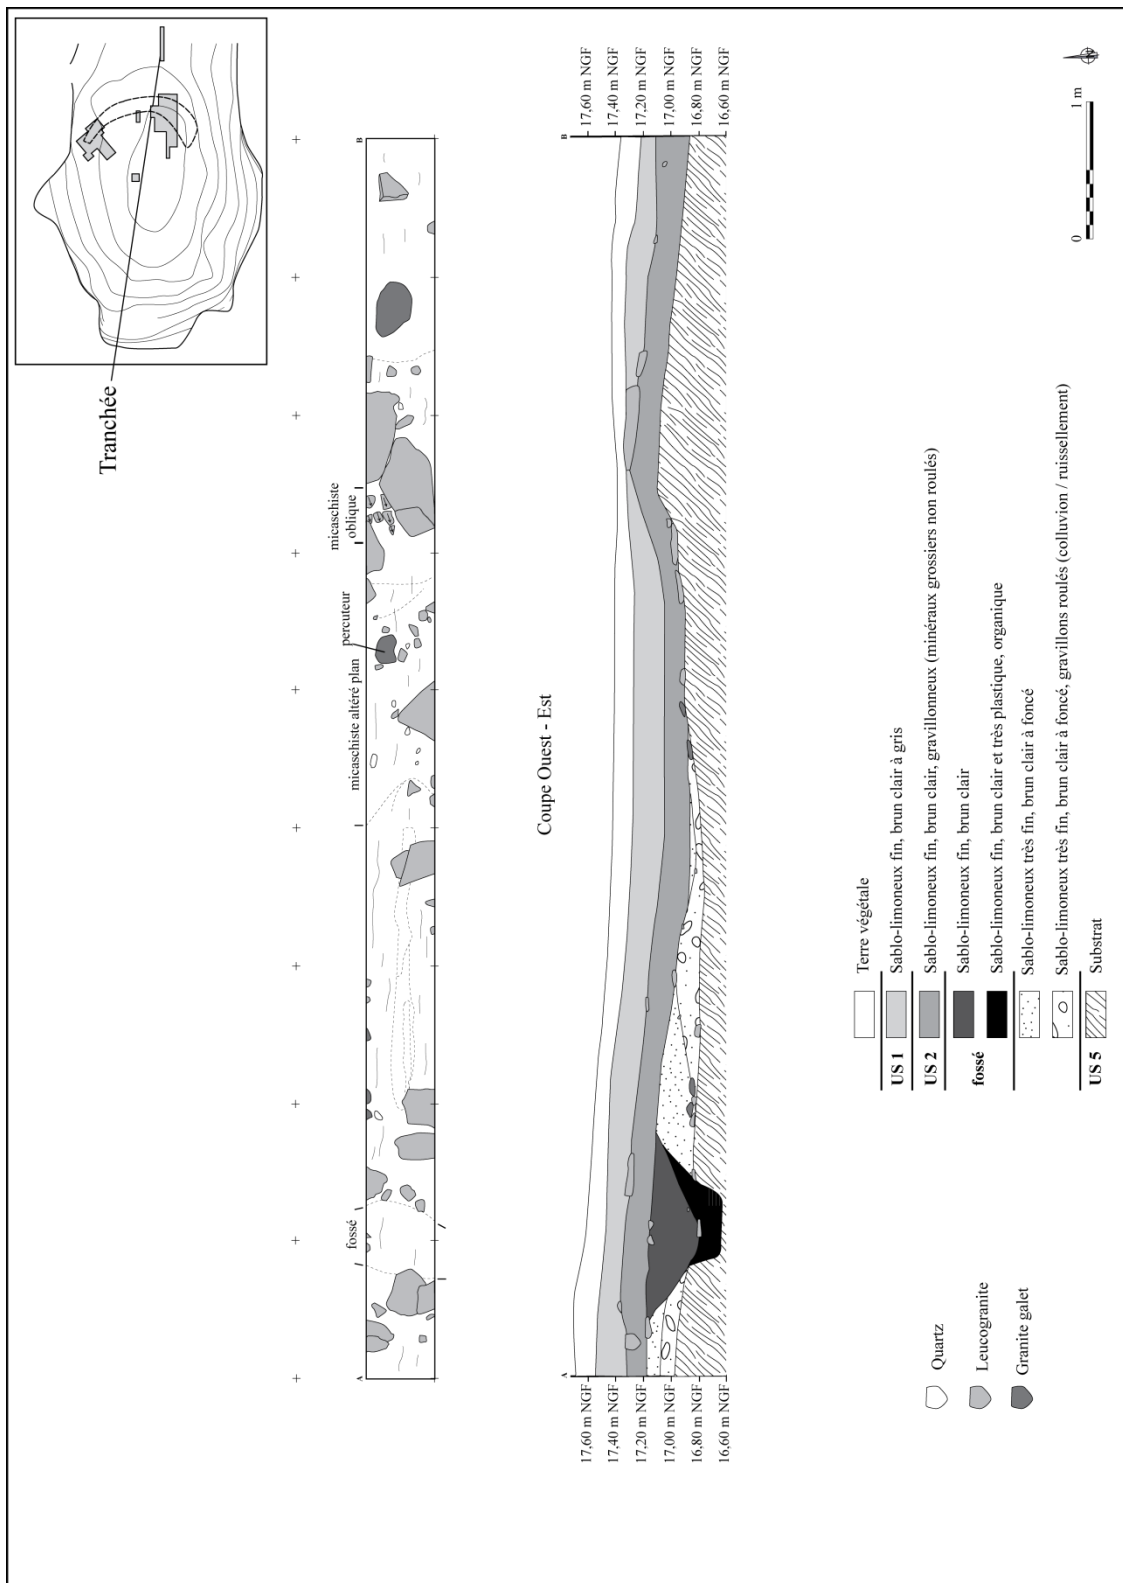 Tranchée
B
micaschiste
oblique
percuteur
micaschiste altéré plan
fossé
A
Coupe Ouest - Est
B
17,60 m NGF
17,40 m NGF
17,20 m NGF
17,00 m NGF
16,80 m NGF
16,60 m NGF
A
17,60 m NGF
17,40 m NGF
17,20 m NGF
17,00 m NGF
16,80 m NGF
16,60 m NGF
N
0 1 m
Terre végétale
US 1 Sablo-limoneux fin, brun clair à gris
US 2 Sablo-limoneux fin, brun clair, gravillonneux (minéraux grossiers non roulés)
fossé
Sablo-limoneux fin, brun clair
Sablo-limoneux fin, brun clair et très plastique, organique
Sablo-limoneux très fin, brun clair à foncé
Sablo-limoneux très fin, brun clair à foncé, gravillons roulés (colluvion / ruissellement)
US 5 Substrat
Quartz
Leucogranite
Granite galet